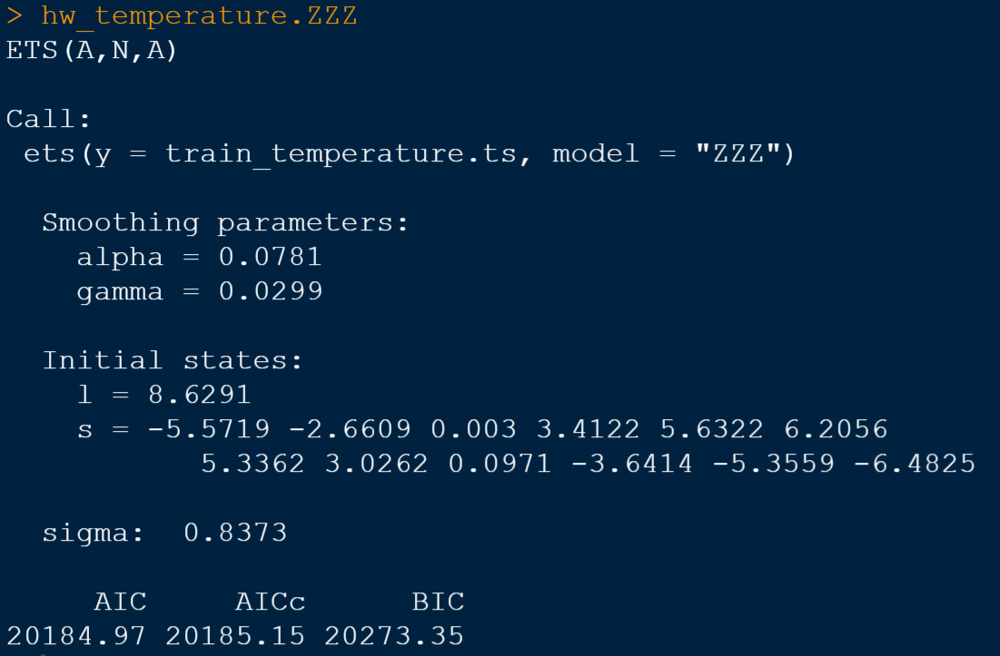 > hw_temperature.ZZZ
ETS(A,N,A)
Call:
ets(y = train_temperature.ts, model = "ZZZ")
Smoothing parameters:
alpha = 0.0781
gamma = 0.0299
Initial states:
l = 8.6291
s = -5.5719 -2.6609 0.003 3.4122 5.6322 6.2056
5.3362 3.0262 0.0971 -3.6414 -5.3559 -6.4825
sigma: 0.8373
AIC AICc BIC
20184.97 20185.15 20273.35